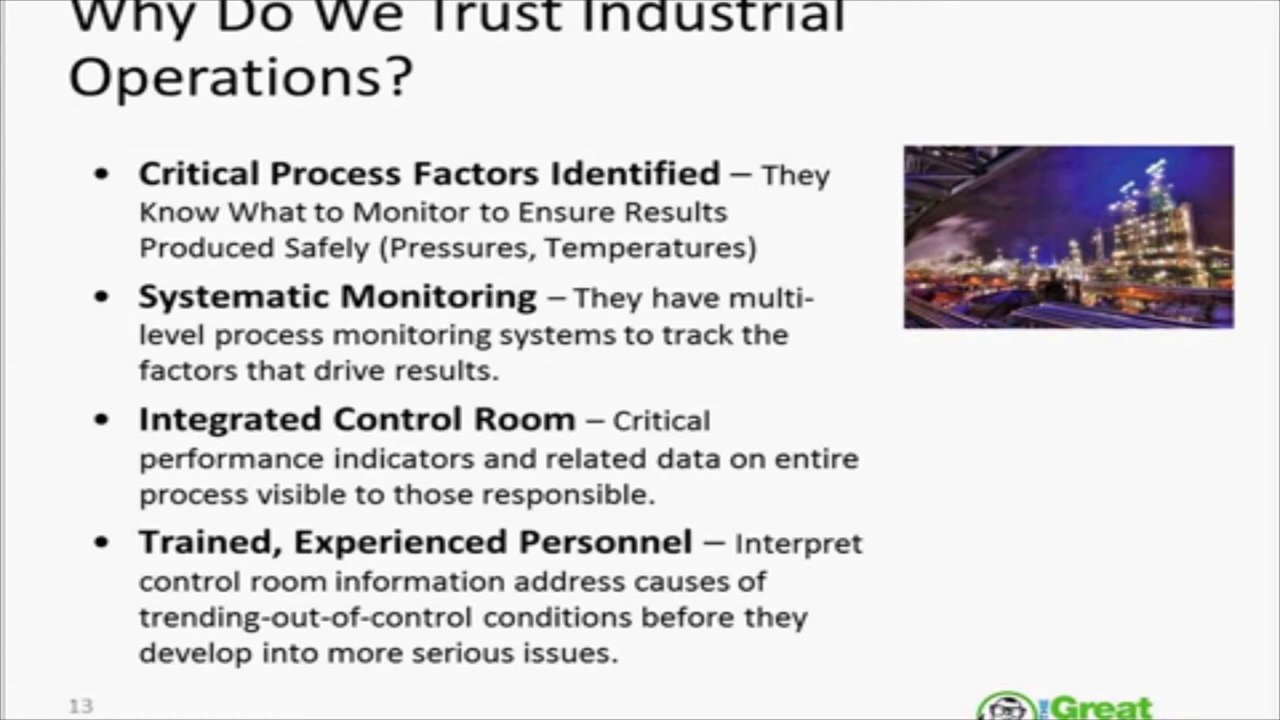 Why Do We Trust Industrial
Operations?
• Critical Process Factors Identified – They
Know What to Monitor to Ensure Results
Produced Safely (Pressures, Temperatures)
• Systematic Monitoring – They have multi-
level process monitoring systems to track the
factors that drive results.
• Integrated Control Room – Critical
performance indicators and related data on entire
process visible to those responsible.
• Trained, Experienced Personnel – Interpret
control room information address causes of
trending-out-of-control conditions before they
develop into more serious issues.
13
THE Great